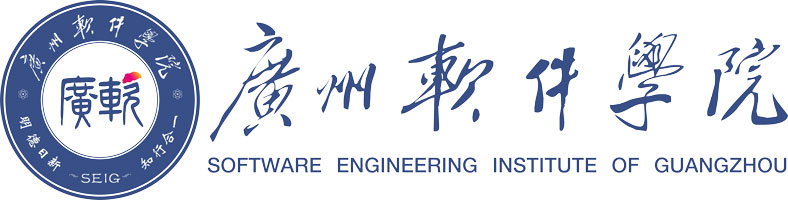 廣州軟件學院
廣軟
明德日新
知行合一
SEIG
廣州軟件學院
SOFTWARE ENGINEERING INSTITUTE OF GUANGZHOU